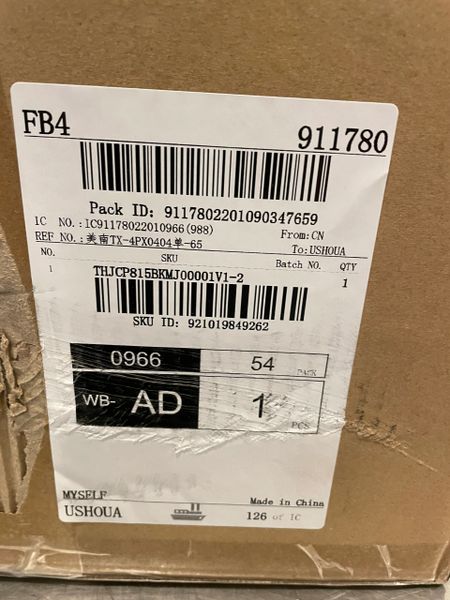 FB4
911780
Pack ID: 9117802201090347659
IC NO.:IC91178022010966(988) From:CN
REF NO.:美南TX-4PX0404单-65 To:USHOUA
NO. SKU Batch NO. QTY
1 THJCP815BKMJ00001V1-2 1
SKU ID: 921019849262
0966 54 PACK
WB- AD 1 PCS
MYSELF Made in China
USHOUA 126 of IC